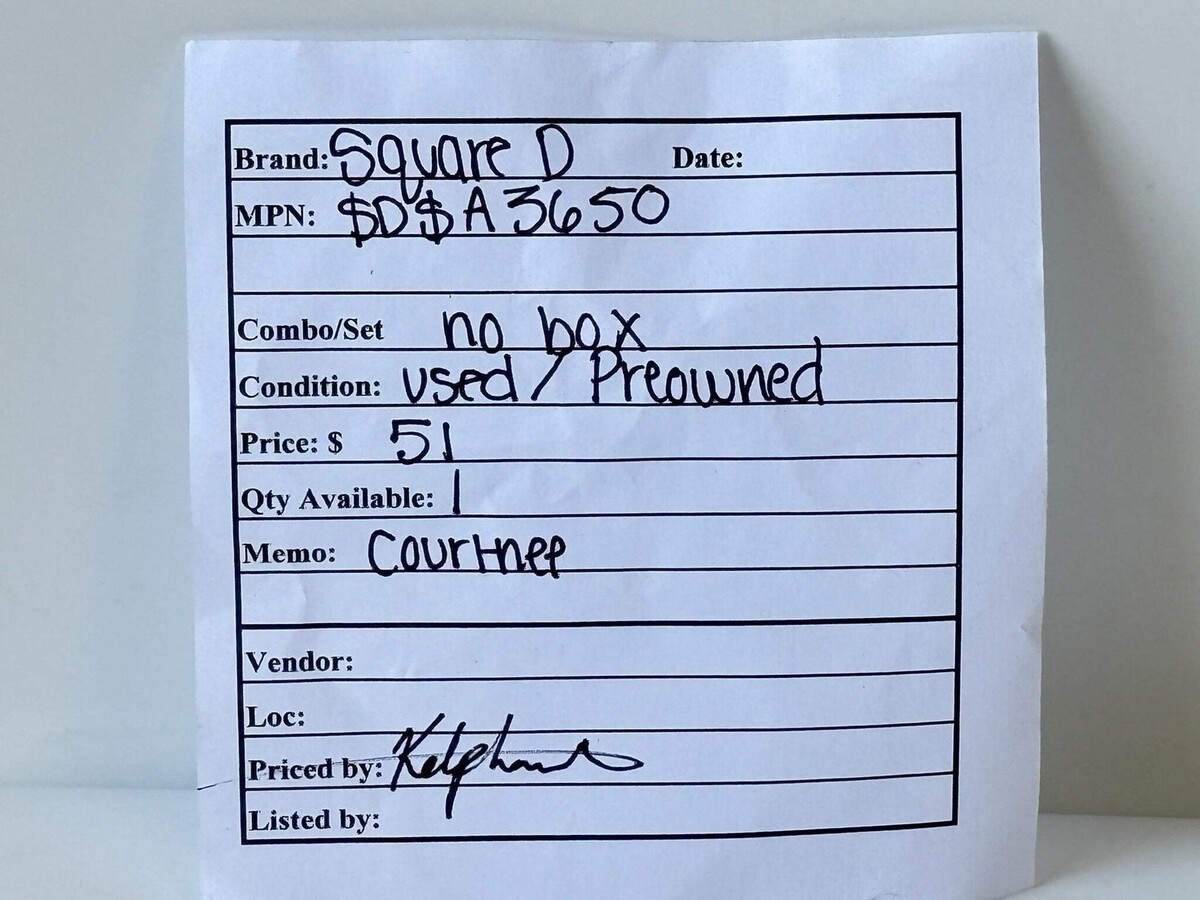 Brand: Square D Date:
MPN: $D$A3650
Combo/Set no box
Condition: used / Preowned
Price: $ 51
Qty Available: 1
Memo: Courtnee
Vendor:
Loc:
Priced by:
Listed by: